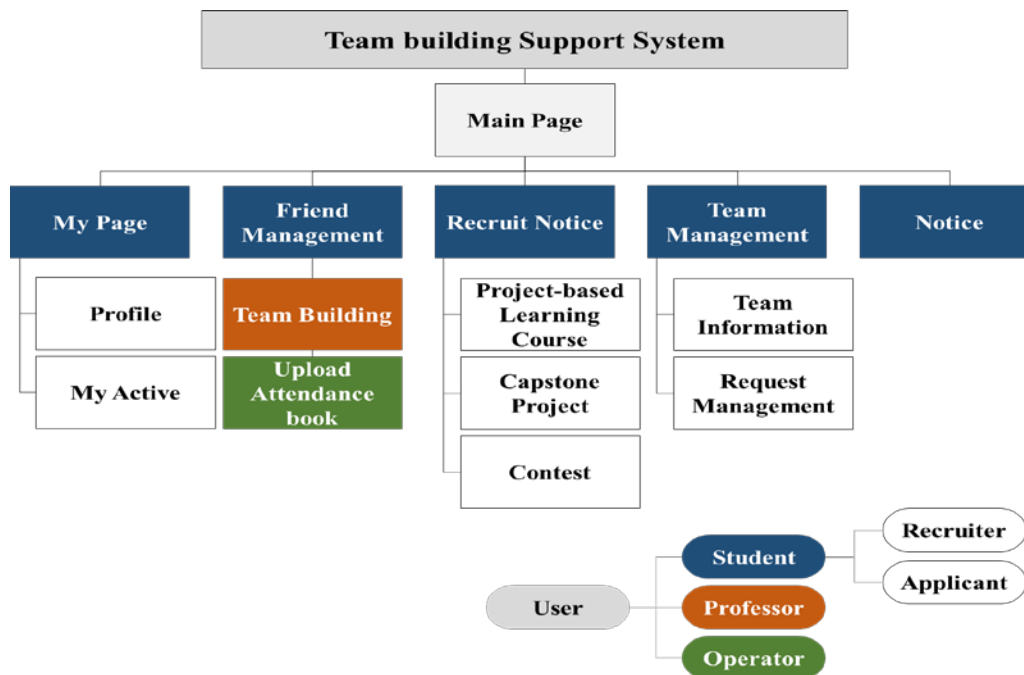 Team building Support System
Main Page
My Page
Friend
Management
Recruit Notice
Team
Management
Notice
Profile
My Active
Team Building
Upload
Attendance
book
Project-based
Learning
Course
Capstone
Project
Contest
Team
Information
Request
Management
User
Student
Professor
Operator
Recruiter
Applicant